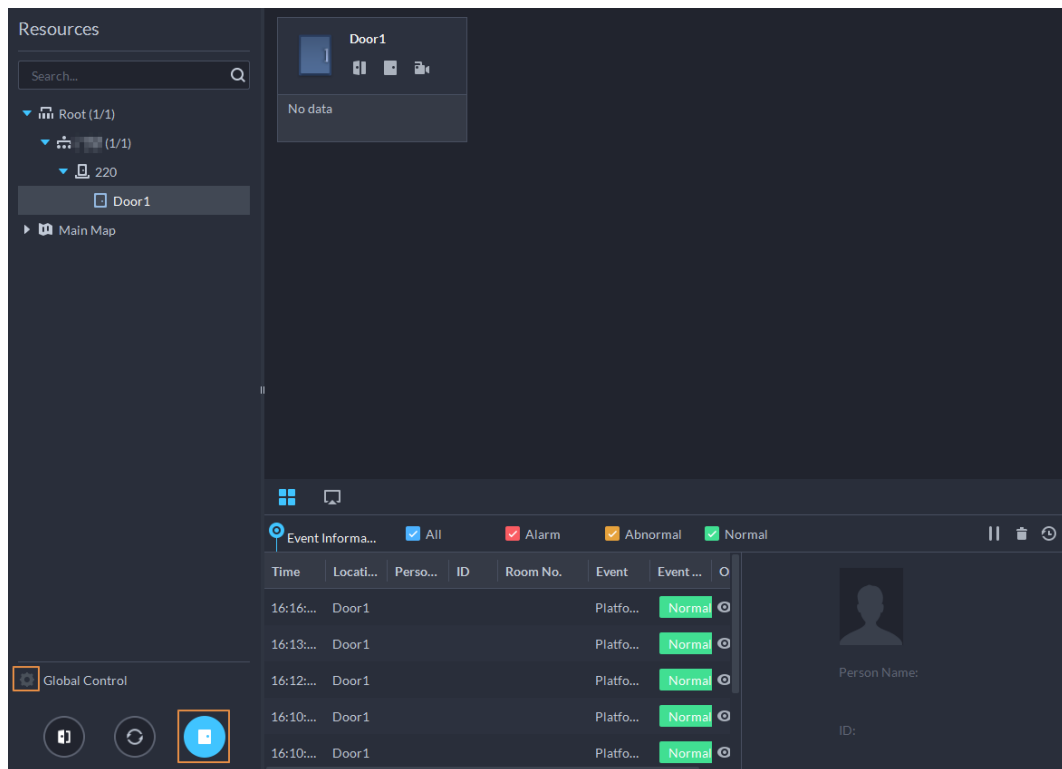 Resources
Search...
Root (1/1)
(1/1)
220
Door1
Main Map
Global Control
Door1
No data
Event Informa...
All
Alarm
Abnormal
Normal
Time Locati... Perso... ID Room No. Event Event ... O
16:16:... Door1 Platfo... Normal
16:13:... Door1 Platfo... Normal
16:12:... Door1 Platfo... Normal
16:10:... Door1 Platfo... Normal
16:10:... Door1 Platfo... Normal
Person Name:
ID: